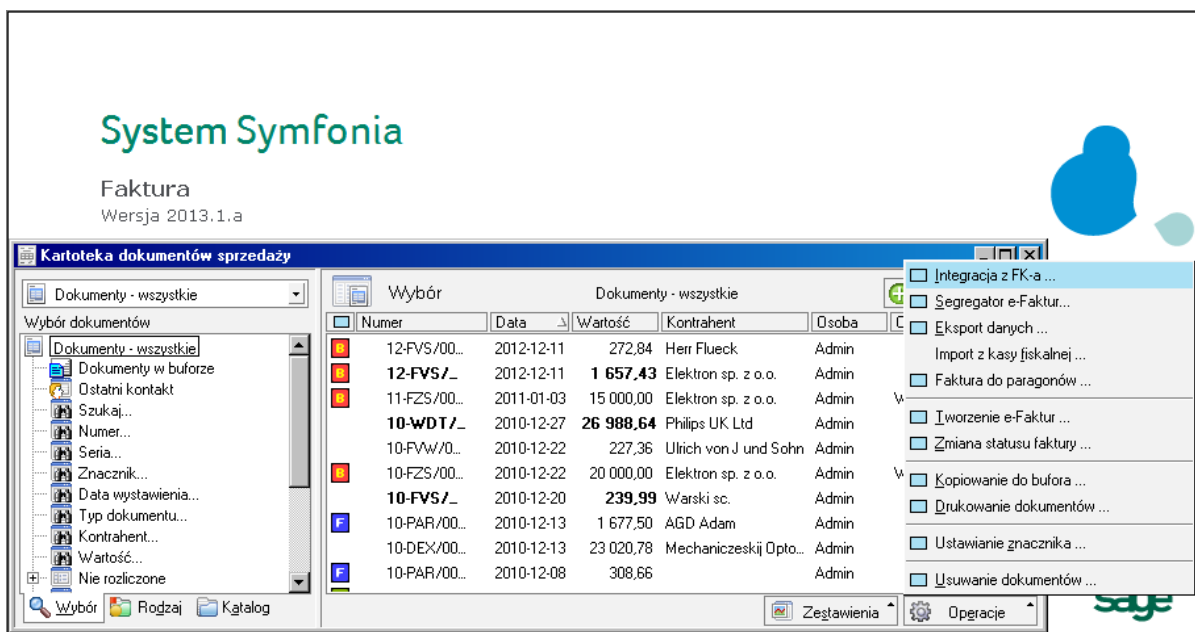 System Symfonia
Faktura
Wersja 2013.1.a
Kartoteka dokumentów sprzedaży
Dokumenty - wszystkie
Wybór dokumentów
Dokumenty - wszystkie
Dokumenty w buforze
Ostatni kontakt
Szukaj...
Numer...
Seria...
Znacznik...
Data wystawienia...
Typ dokumentu...
Kontrahent...
Wartość...
Nie rozliczone
Wybór Rodzaj Katalog
Wybór Dokumenty - wszystkie
Numer Data Wartość Kontrahent Osoba
B 12-FVS/00... 2012-12-11 272,84 Herr Flueck Admin
B 12-FVS/_ 2012-12-11 1 657,43 Elektron sp. z o.o. Admin
B 11-FZS/00... 2011-01-03 15 000,00 Elektron sp. z o.o. Admin
10-WDT/_ 2010-12-27 26 988,64 Philips UK Ltd Admin
10-FVW/0... 2010-12-22 227,36 Ulrich von J und Sohn Admin
B 10-FZS/00... 2010-12-22 20 000,00 Elektron sp. z o.o. Admin
10-FVS/_ 2010-12-20 239,99 Warski sc. Admin
F 10-PAR/00... 2010-12-13 1 677,50 AGD Adam Admin
10-DEX/00... 2010-12-13 23 020,78 Mechaniczeskij Opto... Admin
F 10-PAR/00... 2010-12-08 308,66 Admin
Zestawienia Operacje
Integracja z FK-a ...
Segregator e-Faktur...
Eksport danych ...
Import z kasy fiskalnej ...
Faktura do paragonów ...
Tworzenie e-Faktur ...
Zmiana statusu faktury ...
Kopiowanie do bufora ...
Drukowanie dokumentów ...
Ustawianie znacznika ...
Usuwanie dokumentów ...
sage